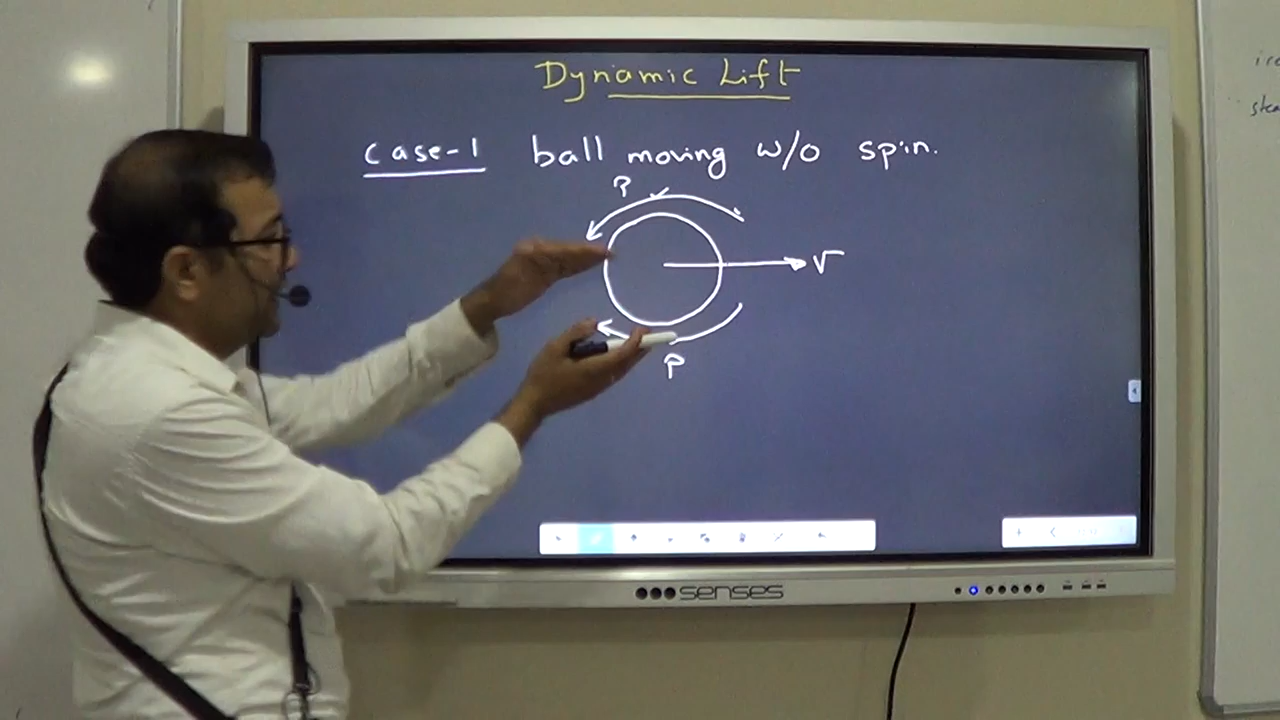 Dynamic Lift
Case-1 ball moving w/o spin.
P
v
P
senses